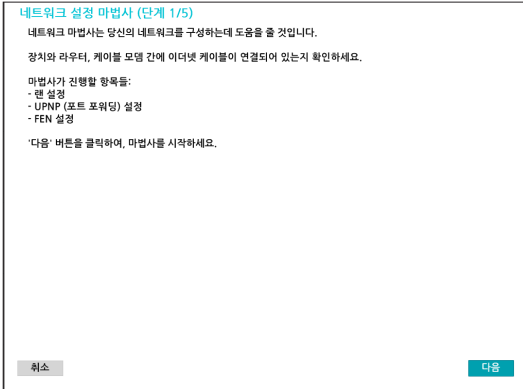 네트워크 설정 마법사 (단계 1/5)
네트워크 마법사는 당신의 네트워크를 구성하는데 도움을 줄 것입니다.
장치와 라우터, 케이블 모뎀 간에 이더넷 케이블이 연결되어 있는지 확인하세요.
마법사가 진행할 항목들:
- 랜 설정
- UPNP (포트 포워딩) 설정
- FEN 설정
'다음' 버튼을 클릭하여, 마법사를 시작하세요.
취소
다음